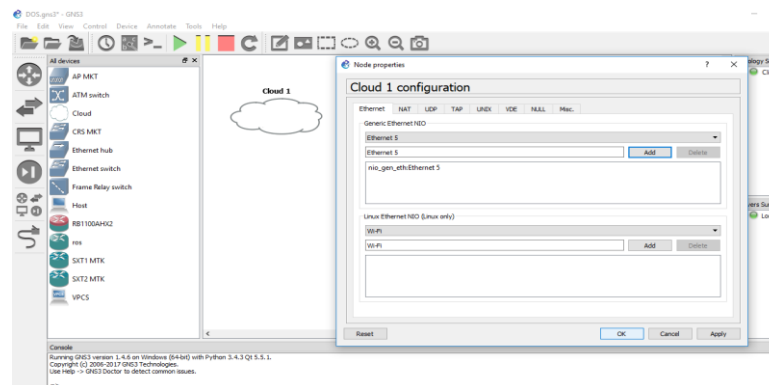 DOS.gns3* - GNS3
File Edit View Control Device Annotate Tools Help
All devices
AP MKT
ATM switch
Cloud
CRS MKT
Ethernet hub
Ethernet switch
Frame Relay switch
Host
RB1100AHX2
ros
SXT1 MTK
SXT2 MTK
VPCS
Cloud 1
Node properties
Cloud 1 configuration
Ethernet NAT UDP TAP UNIX VDE NULL Misc.
Generic Ethernet NIO
Ethernet 5
Ethernet 5 Add Delete
nio_gen_eth:Ethernet 5
Linux Ethernet NIO (Linux only)
Wi-Fi
Wi-Fi Add Delete
Reset OK Cancel Apply
Console
Running GNS3 version 1.4.6 on Windows (64-bit) with Python 3.4.3 Qt 5.5.1.
Copyright (c) 2006-2017 GNS3 Technologies.
Use Help -> GNS3 Doctor to detect common issues.